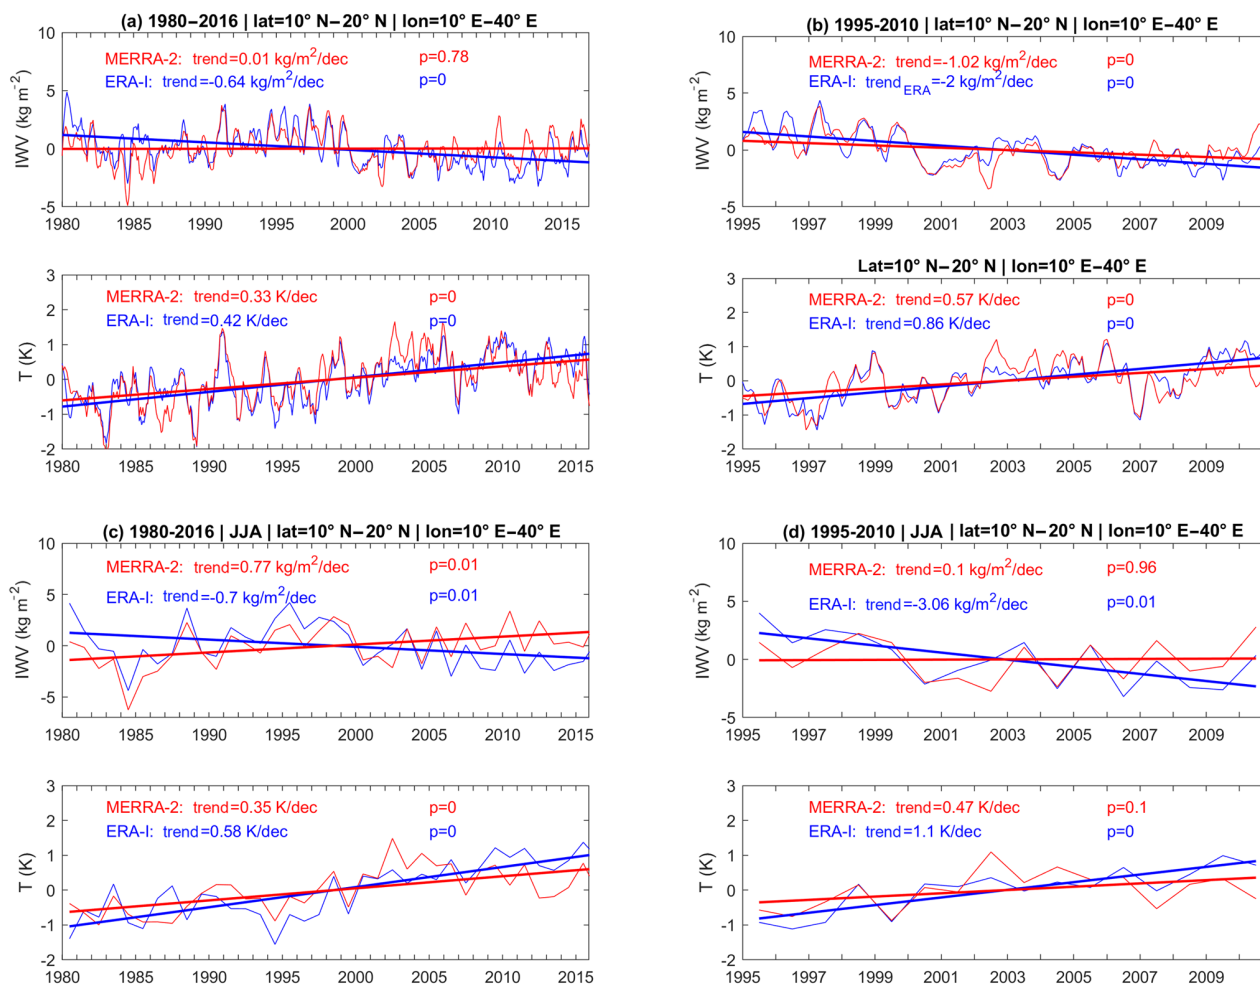 (a) 1980−2016 | lat=10° N−20° N | lon=10° E−40° E
MERRA-2: trend=0.01 kg/m²/dec p=0.78
ERA-I: trend=-0.64 kg/m²/dec p=0
IWV (kg m⁻²)
10
5
0
-5
1980 1985 1990 1995 2000 2005 2010 2015
MERRA-2: trend=0.33 K/dec p=0
ERA-I: trend=0.42 K/dec p=0
T (K)
3
2
1
0
-1
-2
1980 1985 1990 1995 2000 2005 2010 2015
(b) 1995-2010 | lat=10° N−20° N | lon=10° E−40° E
MERRA-2: trend=-1.02 kg/m²/dec p=0
ERA-I: trend_ERA=-2 kg/m²/dec p=0
IWV (kg m⁻²)
10
5
0
-5
1995 1997 1999 2001 2003 2005 2007 2009
Lat=10° N−20° N | lon=10° E−40° E
MERRA-2: trend=0.57 K/dec p=0
ERA-I: trend=0.86 K/dec p=0
T (K)
3
2
1
0
-1
-2
1995 1997 1999 2001 2003 2005 2007 2009
(c) 1980-2016 | JJA | lat=10° N−20° N | lon=10° E−40° E
MERRA-2: trend=0.77 kg/m²/dec p=0.01
ERA-I: trend=-0.7 kg/m²/dec p=0.01
IWV (kg m⁻²)
10
5
0
-5
1980 1985 1990 1995 2000 2005 2010 2015
MERRA-2: trend=0.35 K/dec p=0
ERA-I: trend=0.58 K/dec p=0
T (K)
3
2
1
0
-1
-2
1980 1985 1990 1995 2000 2005 2010 2015
(d) 1995-2010 | JJA | lat=10° N−20° N | lon=10° E−40° E
MERRA-2: trend=0.1 kg/m²/dec p=0.96
ERA-I: trend=-3.06 kg/m²/dec p=0.01
IWV (kg m⁻²)
10
5
0
-5
1995 1997 1999 2001 2003 2005 2007 2009
MERRA-2: trend=0.47 K/dec p=0.1
ERA-I: trend=1.1 K/dec p=0
T (K)
3
2
1
0
-1
-2
1995 1997 1999 2001 2003 2005 2007 2009